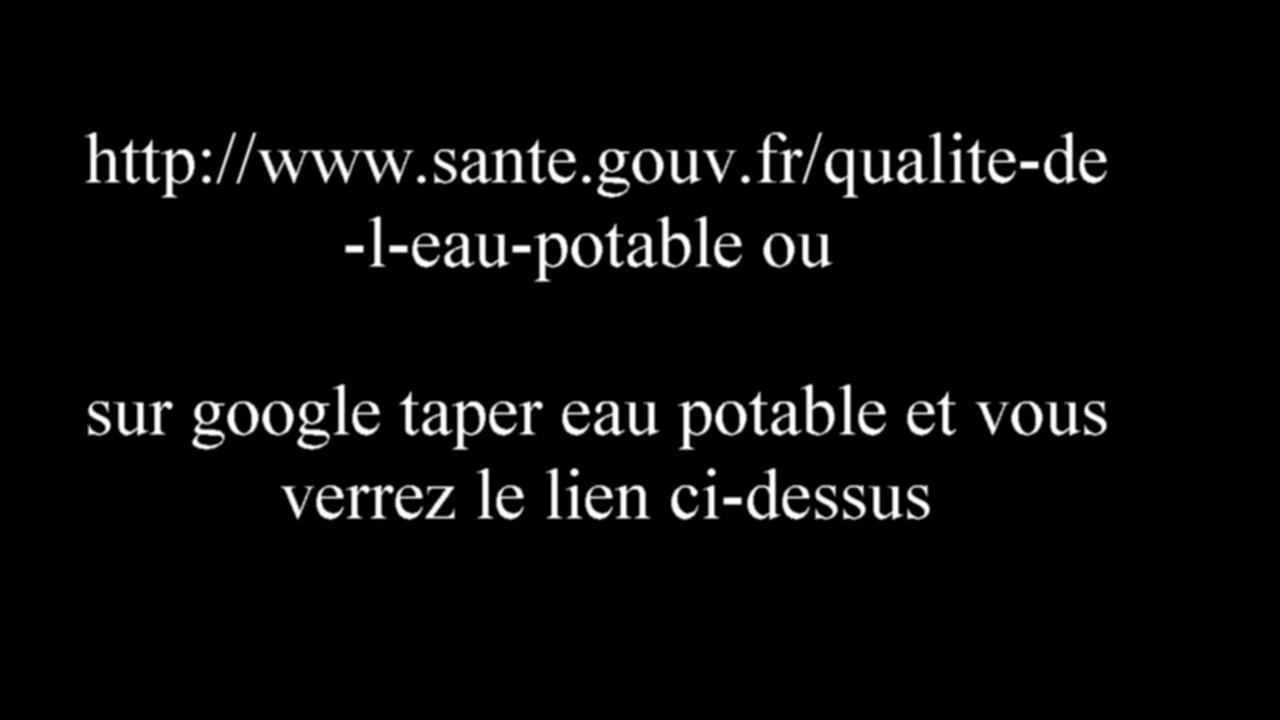 http://www.sante.gouv.fr/qualite-de
-l-eau-potable ou
sur google taper eau potable et vous
verrez le lien ci-dessus